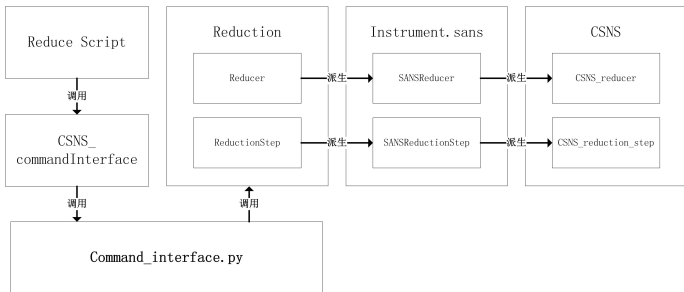 Reduce Script
调用
CSNS_
commandInterface
调用
Command_interface.py
调用
Reduction
Reducer
ReductionStep
派生
派生
Instrument.sans
SANSReducer
SANSReductionStep
派生
派生
CSNS
CSNS_reducer
CSNS_reduction_step